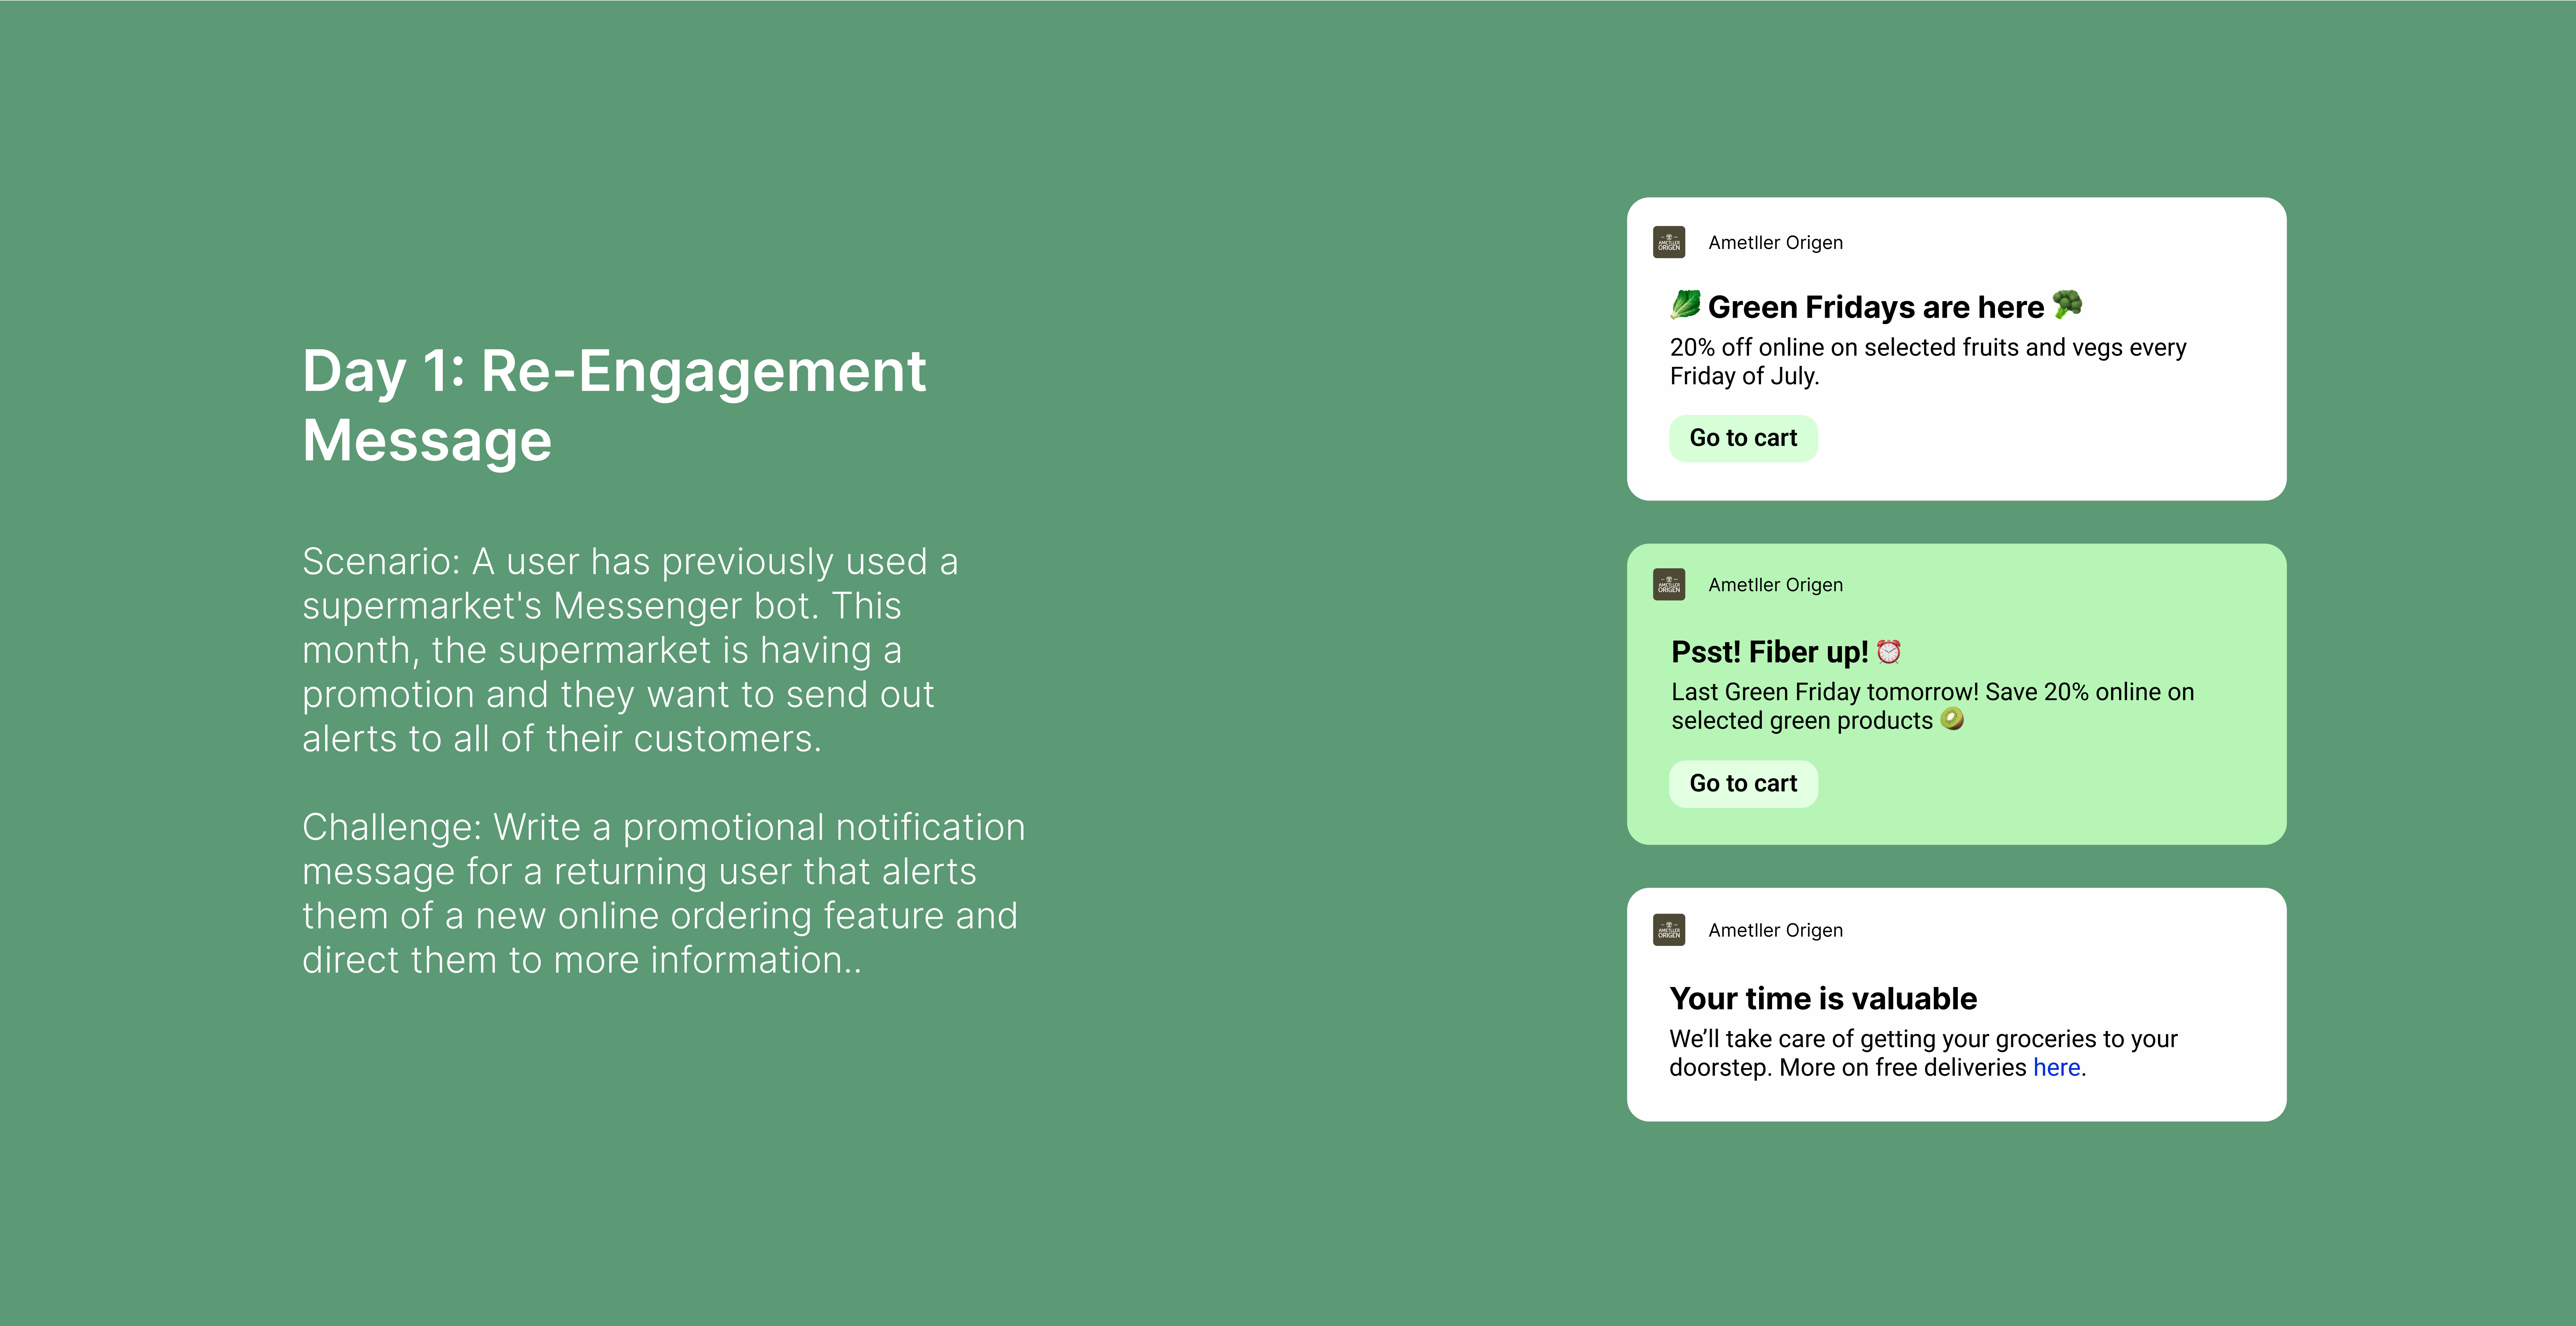 Day 1: Re-Engagement
Message
Scenario: A user has previously used a
supermarket's Messenger bot. This
month, the supermarket is having a
promotion and they want to send out
alerts to all of their customers.
Challenge: Write a promotional notification
message for a returning user that alerts
them of a new online ordering feature and
direct them to more information..
AMETLLER
ORIGEN
Ametller Origen
🥬 Green Fridays are here 🥦
20% off online on selected fruits and vegs every
Friday of July.
Go to cart
AMETLLER
ORIGEN
Ametller Origen
Psst! Fiber up! ⏰
Last Green Friday tomorrow! Save 20% online on
selected green products 🥝
Go to cart
AMETLLER
ORIGEN
Ametller Origen
Your time is valuable
We’ll take care of getting your groceries to your
doorstep. More on free deliveries here.